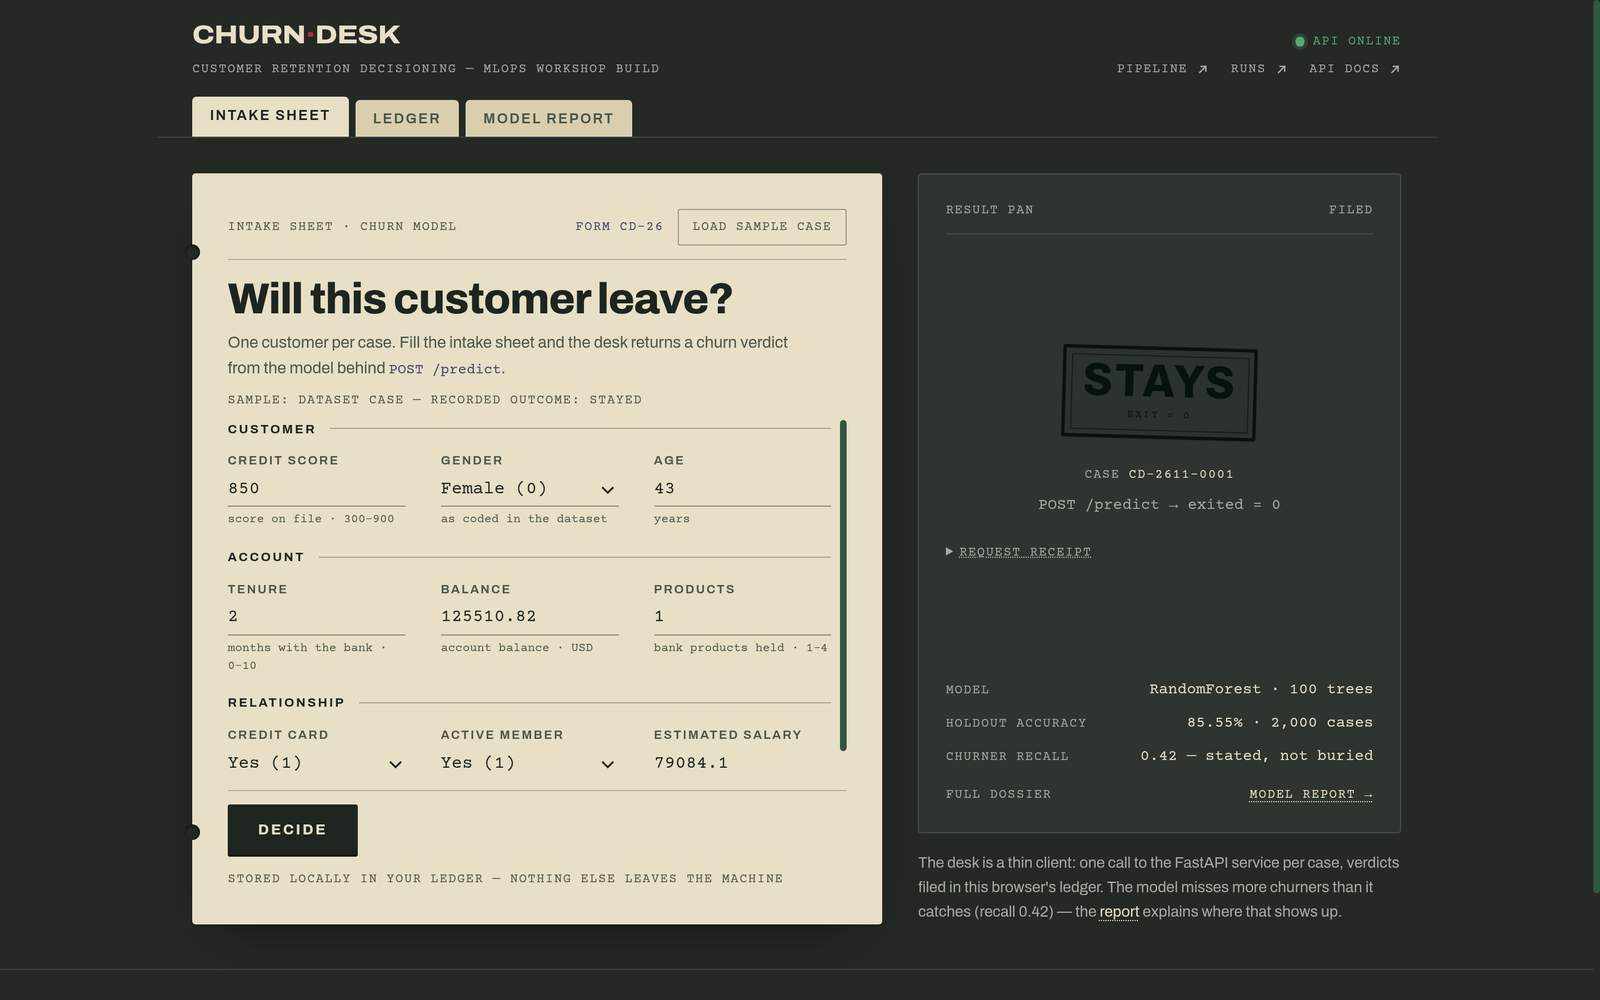 CHURN·DESK
API ONLINE
CUSTOMER RETENTION DECISIONING — MLOPS WORKSHOP BUILD
PIPELINE ↗ RUNS ↗ API DOCS ↗
INTAKE SHEET LEDGER MODEL REPORT
INTAKE SHEET · CHURN MODEL FORM CD-26 LOAD SAMPLE CASE
Will this customer leave?
One customer per case. Fill the intake sheet and the desk returns a churn verdict
from the model behind POST /predict.
SAMPLE: DATASET CASE — RECORDED OUTCOME: STAYED
CUSTOMER
CREDIT SCORE GENDER AGE
850 Female (0) 43
score on file · 300-900 as coded in the dataset years
ACCOUNT
TENURE BALANCE PRODUCTS
2 125510.82 1
months with the bank · account balance · USD bank products held · 1-4
0-10
RELATIONSHIP
CREDIT CARD ACTIVE MEMBER ESTIMATED SALARY
Yes (1) Yes (1) 79084.1
DECIDE
STORED LOCALLY IN YOUR LEDGER — NOTHING ELSE LEAVES THE MACHINE
RESULT PAN FILED
STAYS
EXIT = 0
CASE CD-2611-0001
POST /predict → exited = 0
▶ REQUEST RECEIPT
MODEL RandomForest · 100 trees
HOLDOUT ACCURACY 85.55% · 2,000 cases
CHURNER RECALL 0.42 — stated, not buried
FULL DOSSIER MODEL REPORT →
The desk is a thin client: one call to the FastAPI service per case, verdicts
filed in this browser's ledger. The model misses more churners than it
catches (recall 0.42) — the report explains where that shows up.